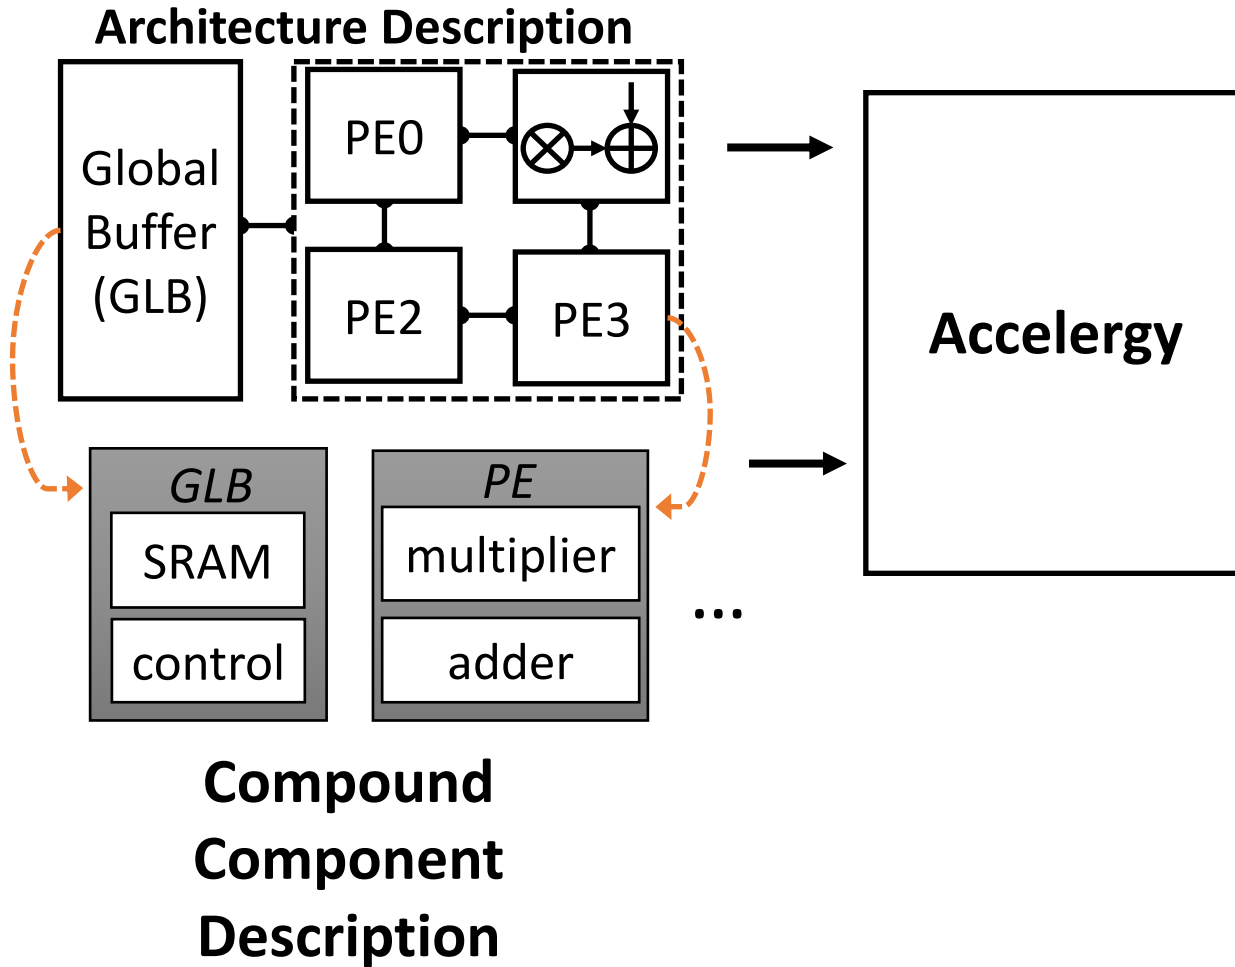 Architecture Description
Global
Buffer
(GLB)
PE0
PE2
PE3
Accelergy
GLB
SRAM
control
PE
multiplier
adder
...
Compound
Component
Description